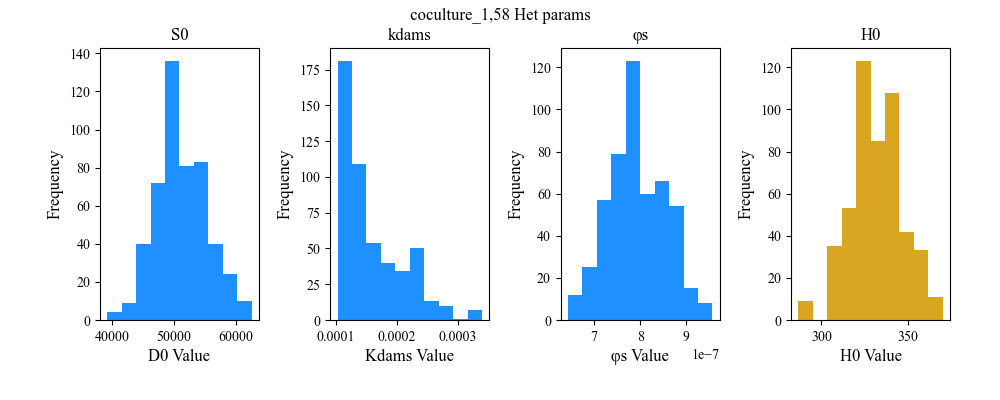 coculture_1,58 Het params
S0
140
120
100
80
60
40
20
0
Frequency
40000 50000 60000
D0 Value
kdams
175
150
125
100
75
50
25
0
Frequency
0.0001 0.0002 0.0003
Kdams Value
φs
120
100
80
60
40
20
0
Frequency
7 8 9
1e−7
φs Value
H0
120
100
80
60
40
20
0
Frequency
300 350
H0 Value